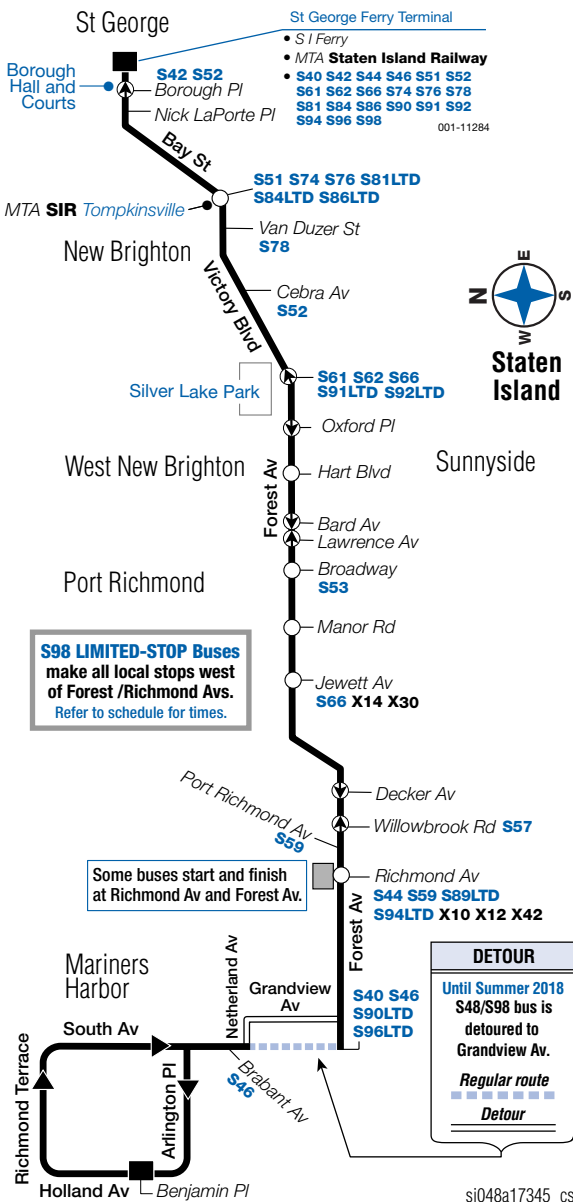 St George
St George Ferry Terminal
• S I Ferry
• MTA Staten Island Railway
• S40 S42 S44 S46 S51 S52
S61 S62 S66 S74 S76 S78
S81 S84 S86 S90 S91 S92
S94 S96 S98
001-11284
Borough
Hall and
Courts
S42 S52
Borough Pl
Nick LaPorte Pl
Bay St
S51 S74 S76 S81LTD
S84LTD S86LTD
MTA SIR Tompkinsville
Van Duzer St
S78
New Brighton
Victory Blvd
Cebra Av
S52
N
E
S
W
Staten
Island
Silver Lake Park
S61 S62 S66
S91LTD S92LTD
Oxford Pl
West New Brighton
Forest Av
Hart Blvd
Sunnyside
Bard Av
Lawrence Av
Port Richmond
Broadway
S53
Manor Rd
S98 LIMITED-STOP Buses
make all local stops west
of Forest /Richmond Avs.
Refer to schedule for times.
Jewett Av
S66 X14 X30
Decker Av
Port Richmond Av
S59
Willowbrook Rd S57
Some buses start and finish
at Richmond Av and Forest Av.
Richmond Av
S44 S59 S89LTD
S94LTD X10 X12 X42
Forest Av
Mariners
Harbor
Netherland Av
Grandview
Av
S40 S46
S90LTD
S96LTD
DETOUR
Until Summer 2018
S48/S98 bus is
detoured to
Grandview Av.
Regular route
Detour
South Av
Richmond Terrace
Arlington Pl
Brabant Av
S46
Holland Av
Benjamin Pl
si048a17345 cs